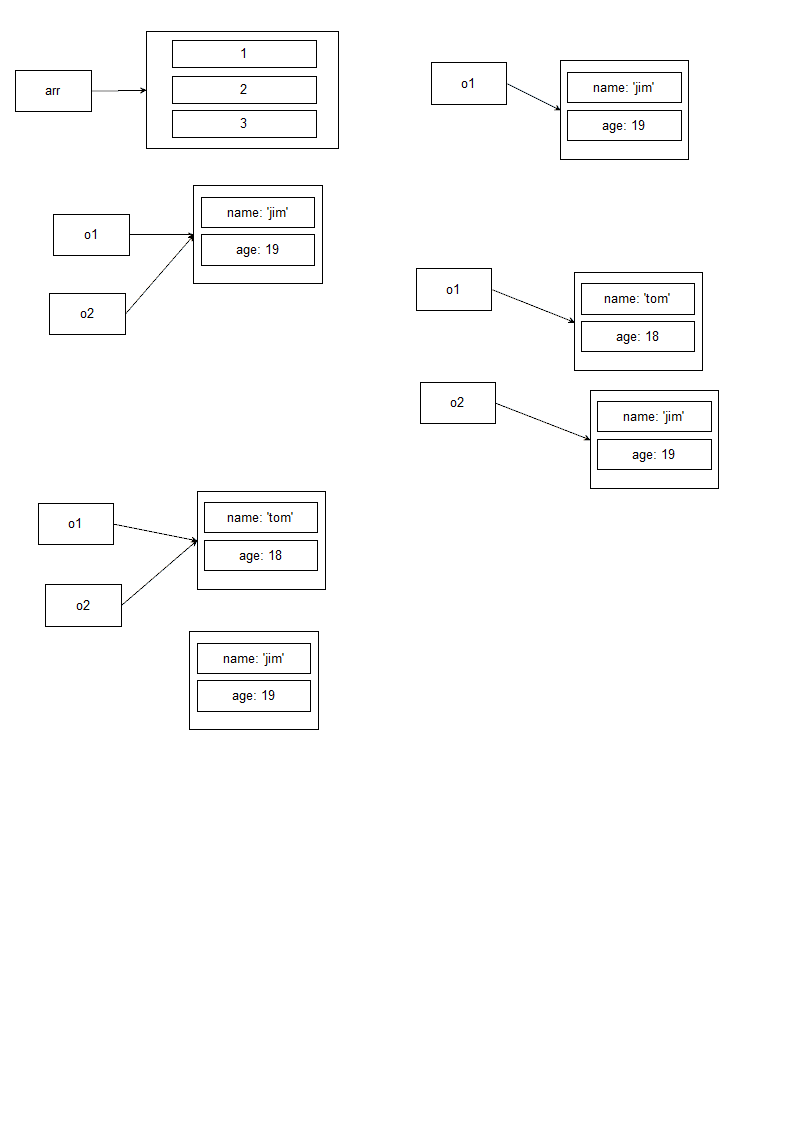 arr
1
2
3
o1
name: 'jim'
age: 19
o1
o2
name: 'jim'
age: 19
o1
name: 'tom'
age: 18
o2
name: 'jim'
age: 19
o1
o2
name: 'tom'
age: 18
name: 'jim'
age: 19